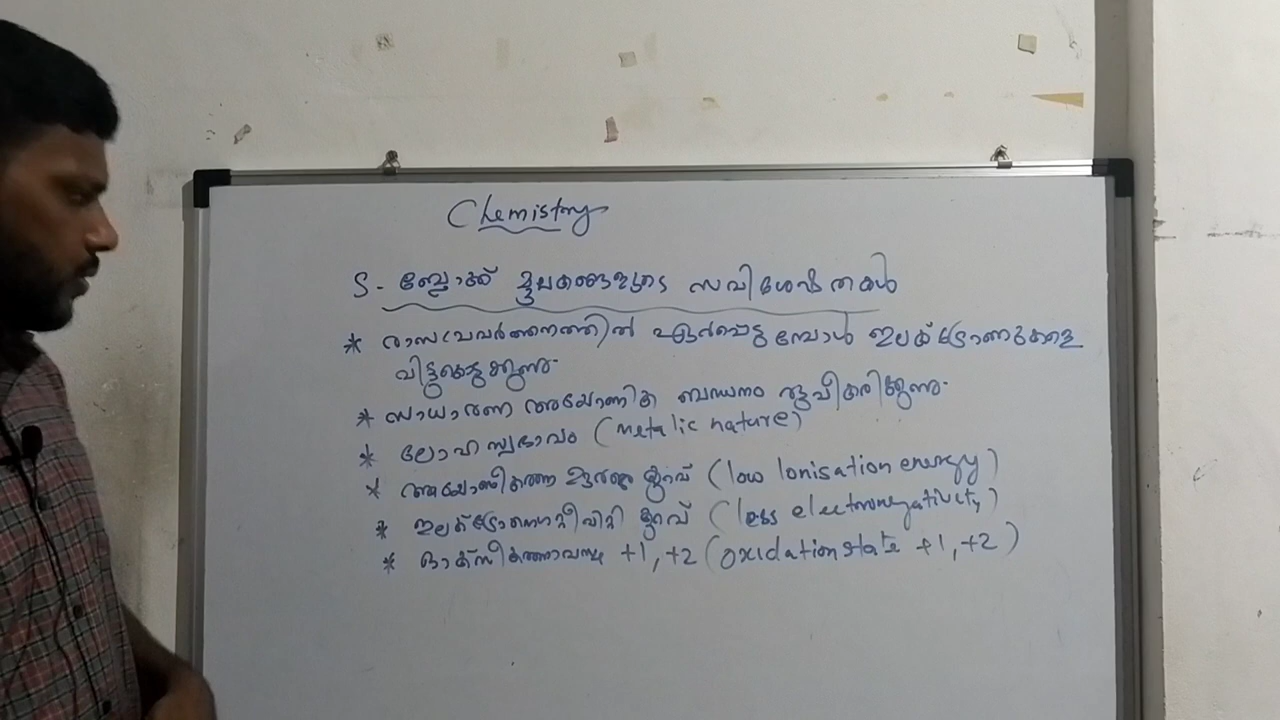 Chemistry
S - ബ്ലോക്ക് മൂലകങ്ങളുടെ സവിശേഷതകൾ
* രാസപ്രവർത്തനത്തിൽ ഏർപ്പെടുമ്പോൾ ഇലക്ട്രോണുകളെ
വിട്ടുകൊടുക്കുന്നു.
* സാധാരണ അയോണിക ബന്ധനം രൂപീകരിക്കുന്നു.
* ലോഹ സ്വഭാവം (metalic nature)
* അയോണീകരണ ഊർജം കുറവ് (low Ionisation energy)
* ഇലക്ട്രോനെഗറ്റീവിറ്റി കുറവ് (less electronegativity)
* ഓക്സീകരണാവസ്ഥ +1, +2 (oxidation state +1, +2)